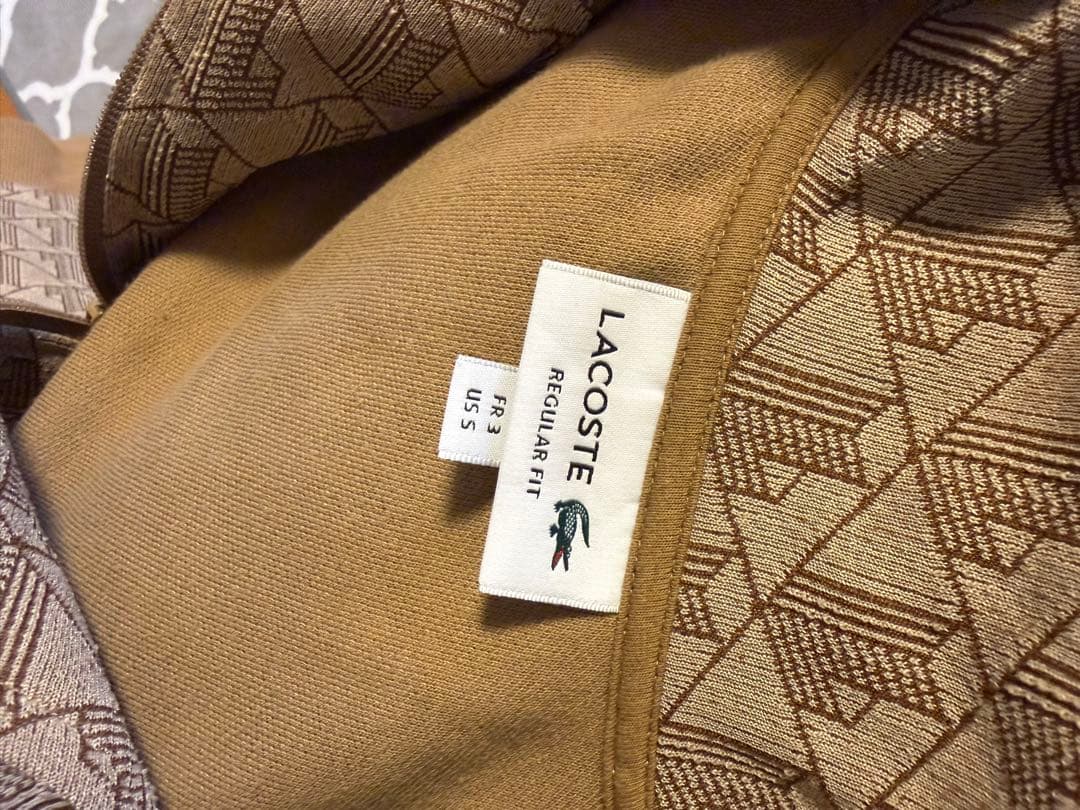 LACOSTE
REGULAR FIT
FR 3
US S